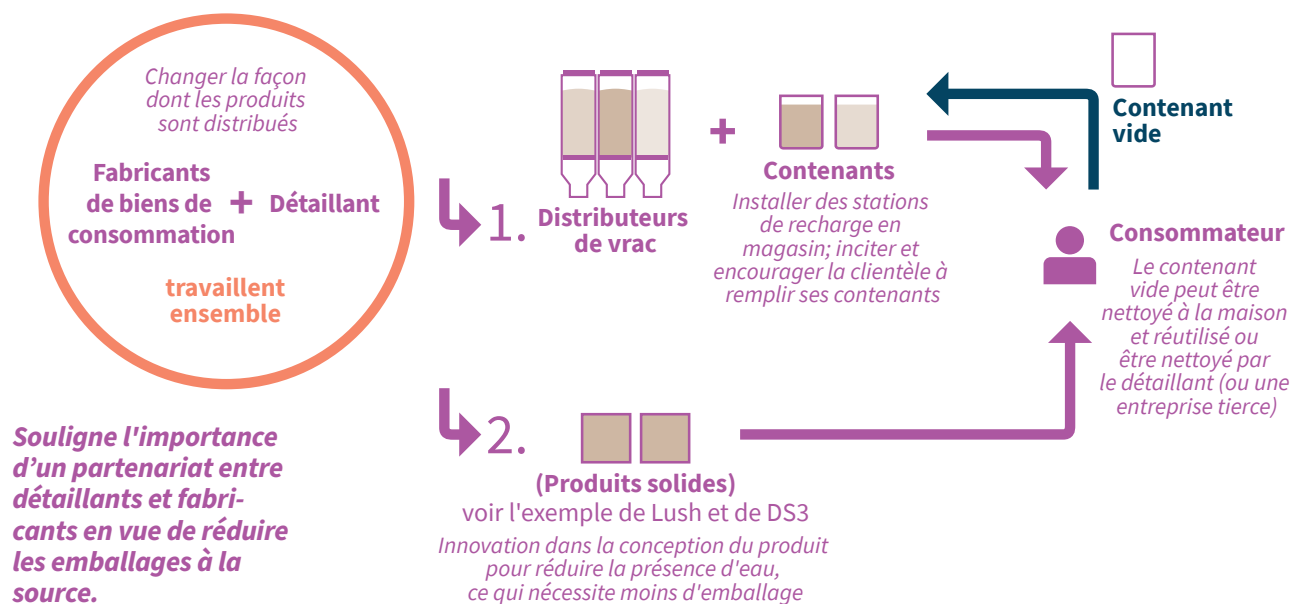 Changer la façon
dont les produits
sont distribués
Fabricants
de biens de
consommation
+
Détaillant
travaillent
ensemble
Souligne l'importance
d’un partenariat entre
détaillants et fabri-
cants en vue de réduire
les emballages à la
source.
1.
Distributeurs
de vrac
+
Contenants
Installer des stations
de recharge en
magasin; inciter et
encourager la clientèle à
remplir ses contenants
Contenant
vide
Consommateur
Le contenant
vide peut être
nettoyé à la maison
et réutilisé ou
être nettoyé par
le détaillant (ou une
entreprise tierce)
2.
(Produits solides)
voir l'exemple de Lush et de DS3
Innovation dans la conception du produit
pour réduire la présence d'eau,
ce qui nécessite moins d'emballage